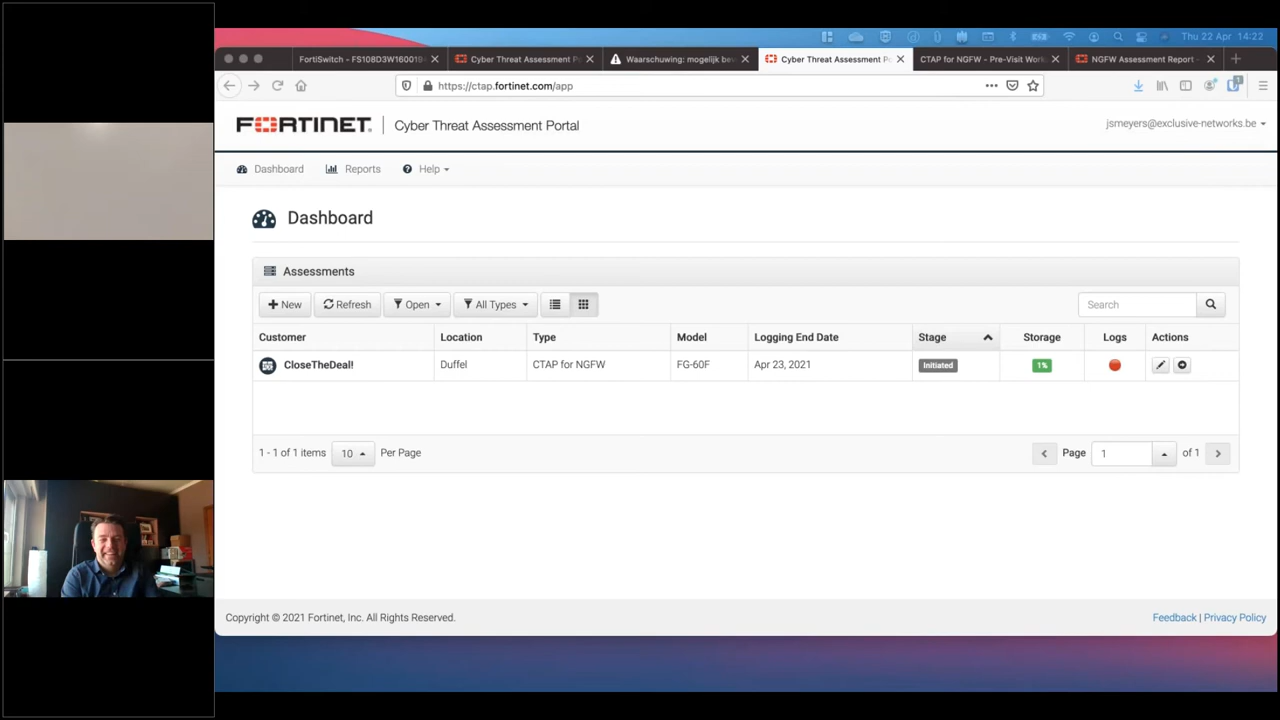 Thu 22 Apr 14:22
FortiSwitch - FS108D3W160019
Cyber Threat Assessment Po
Waarschuwing: mogelijk bev
Cyber Threat Assessment Po
CTAP for NGFW - Pre-Visit Work
NGFW Assessment Report -
https://ctap.fortinet.com/app
FORTINET Cyber Threat Assessment Portal
jsmeyers@exclusive-networks.be
Dashboard Reports Help
Dashboard
Assessments
New Refresh Open All Types Search
Customer Location Type Model Logging End Date Stage Storage Logs Actions
CloseTheDeal! Duffel CTAP for NGFW FG-60F Apr 23, 2021 Initiated 1%
1 - 1 of 1 items 10 Per Page Page 1 of 1
Copyright © 2021 Fortinet, Inc. All Rights Reserved. Feedback | Privacy Policy